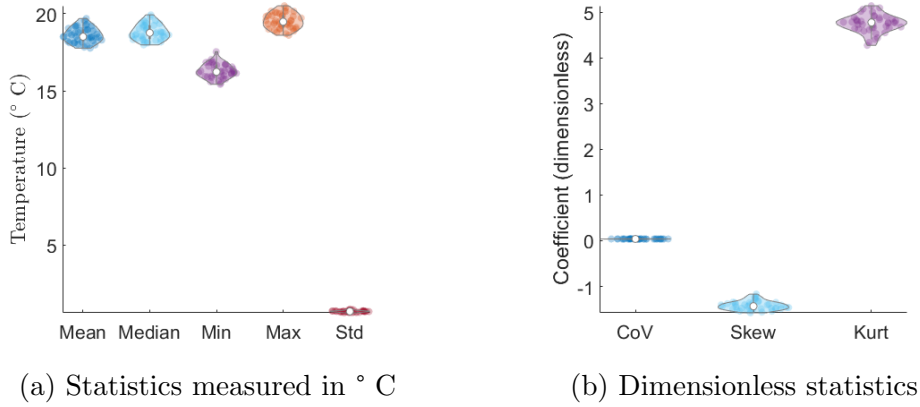 Temperature (° C)
20
15
10
5
Mean Median Min Max Std
(a) Statistics measured in ° C
Coefficient (dimensionless)
5
4
3
2
1
0
-1
CoV Skew Kurt
(b) Dimensionless statistics